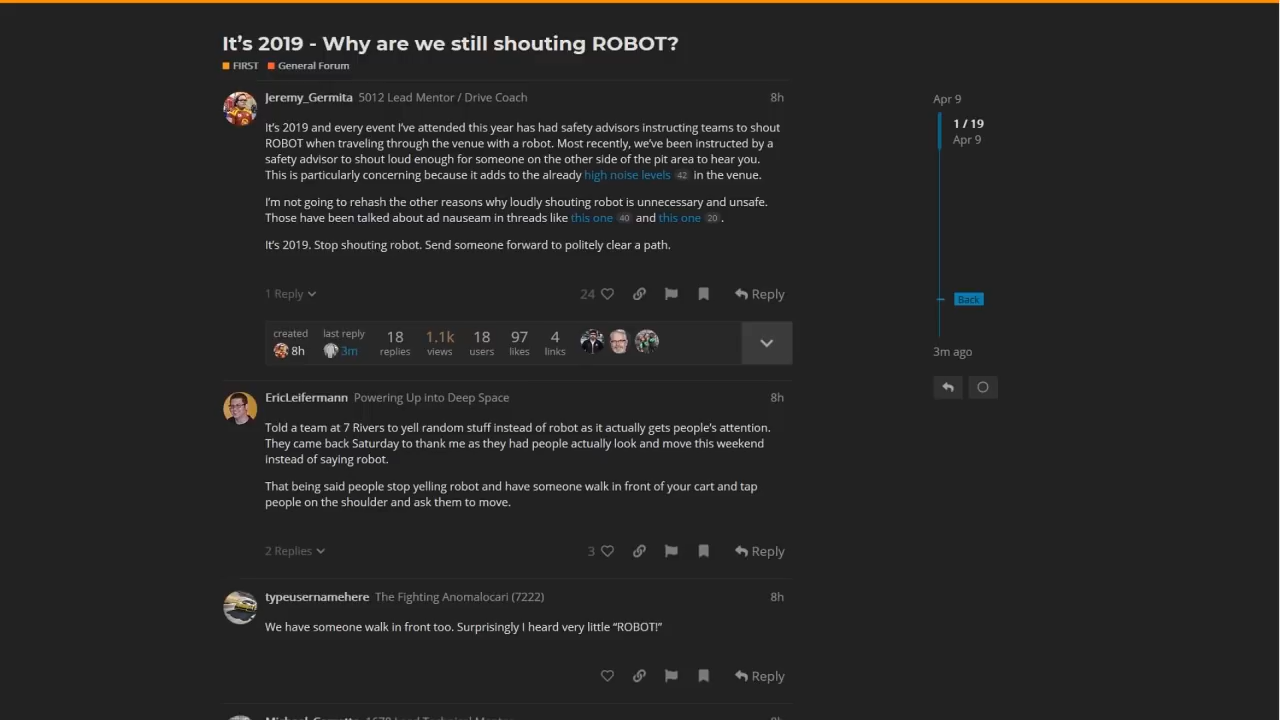 It’s 2019 - Why are we still shouting ROBOT?
FIRST General Forum
Jeremy_Germita 5012 Lead Mentor / Drive Coach 8h
It’s 2019 and every event I’ve attended this year has had safety advisors instructing teams to shout
ROBOT when traveling through the venue with a robot. Most recently, we’ve been instructed by a
safety advisor to shout loud enough for someone on the other side of the pit area to hear you.
This is particularly concerning because it adds to the already high noise levels 42 in the venue.
I’m not going to rehash the other reasons why loudly shouting robot is unnecessary and unsafe.
Those have been talked about ad nauseam in threads like this one 40 and this one 20 .
It’s 2019. Stop shouting robot. Send someone forward to politely clear a path.
1 Reply 24 Reply
created last reply 18 1.1k 18 97 4
8h 3m replies views users likes links
Apr 9
1 / 19
Apr 9
Back
3m ago
EricLeifermann Powering Up into Deep Space 8h
Told a team at 7 Rivers to yell random stuff instead of robot as it actually gets people’s attention.
They came back Saturday to thank me as they had people actually look and move this weekend
instead of saying robot.
That being said people stop yelling robot and have someone walk in front of your cart and tap
people on the shoulder and ask them to move.
2 Replies 3 Reply
typeusernamehere The Fighting Anomalocari (7222) 8h
We have someone walk in front too. Surprisingly I heard very little “ROBOT!”
Reply